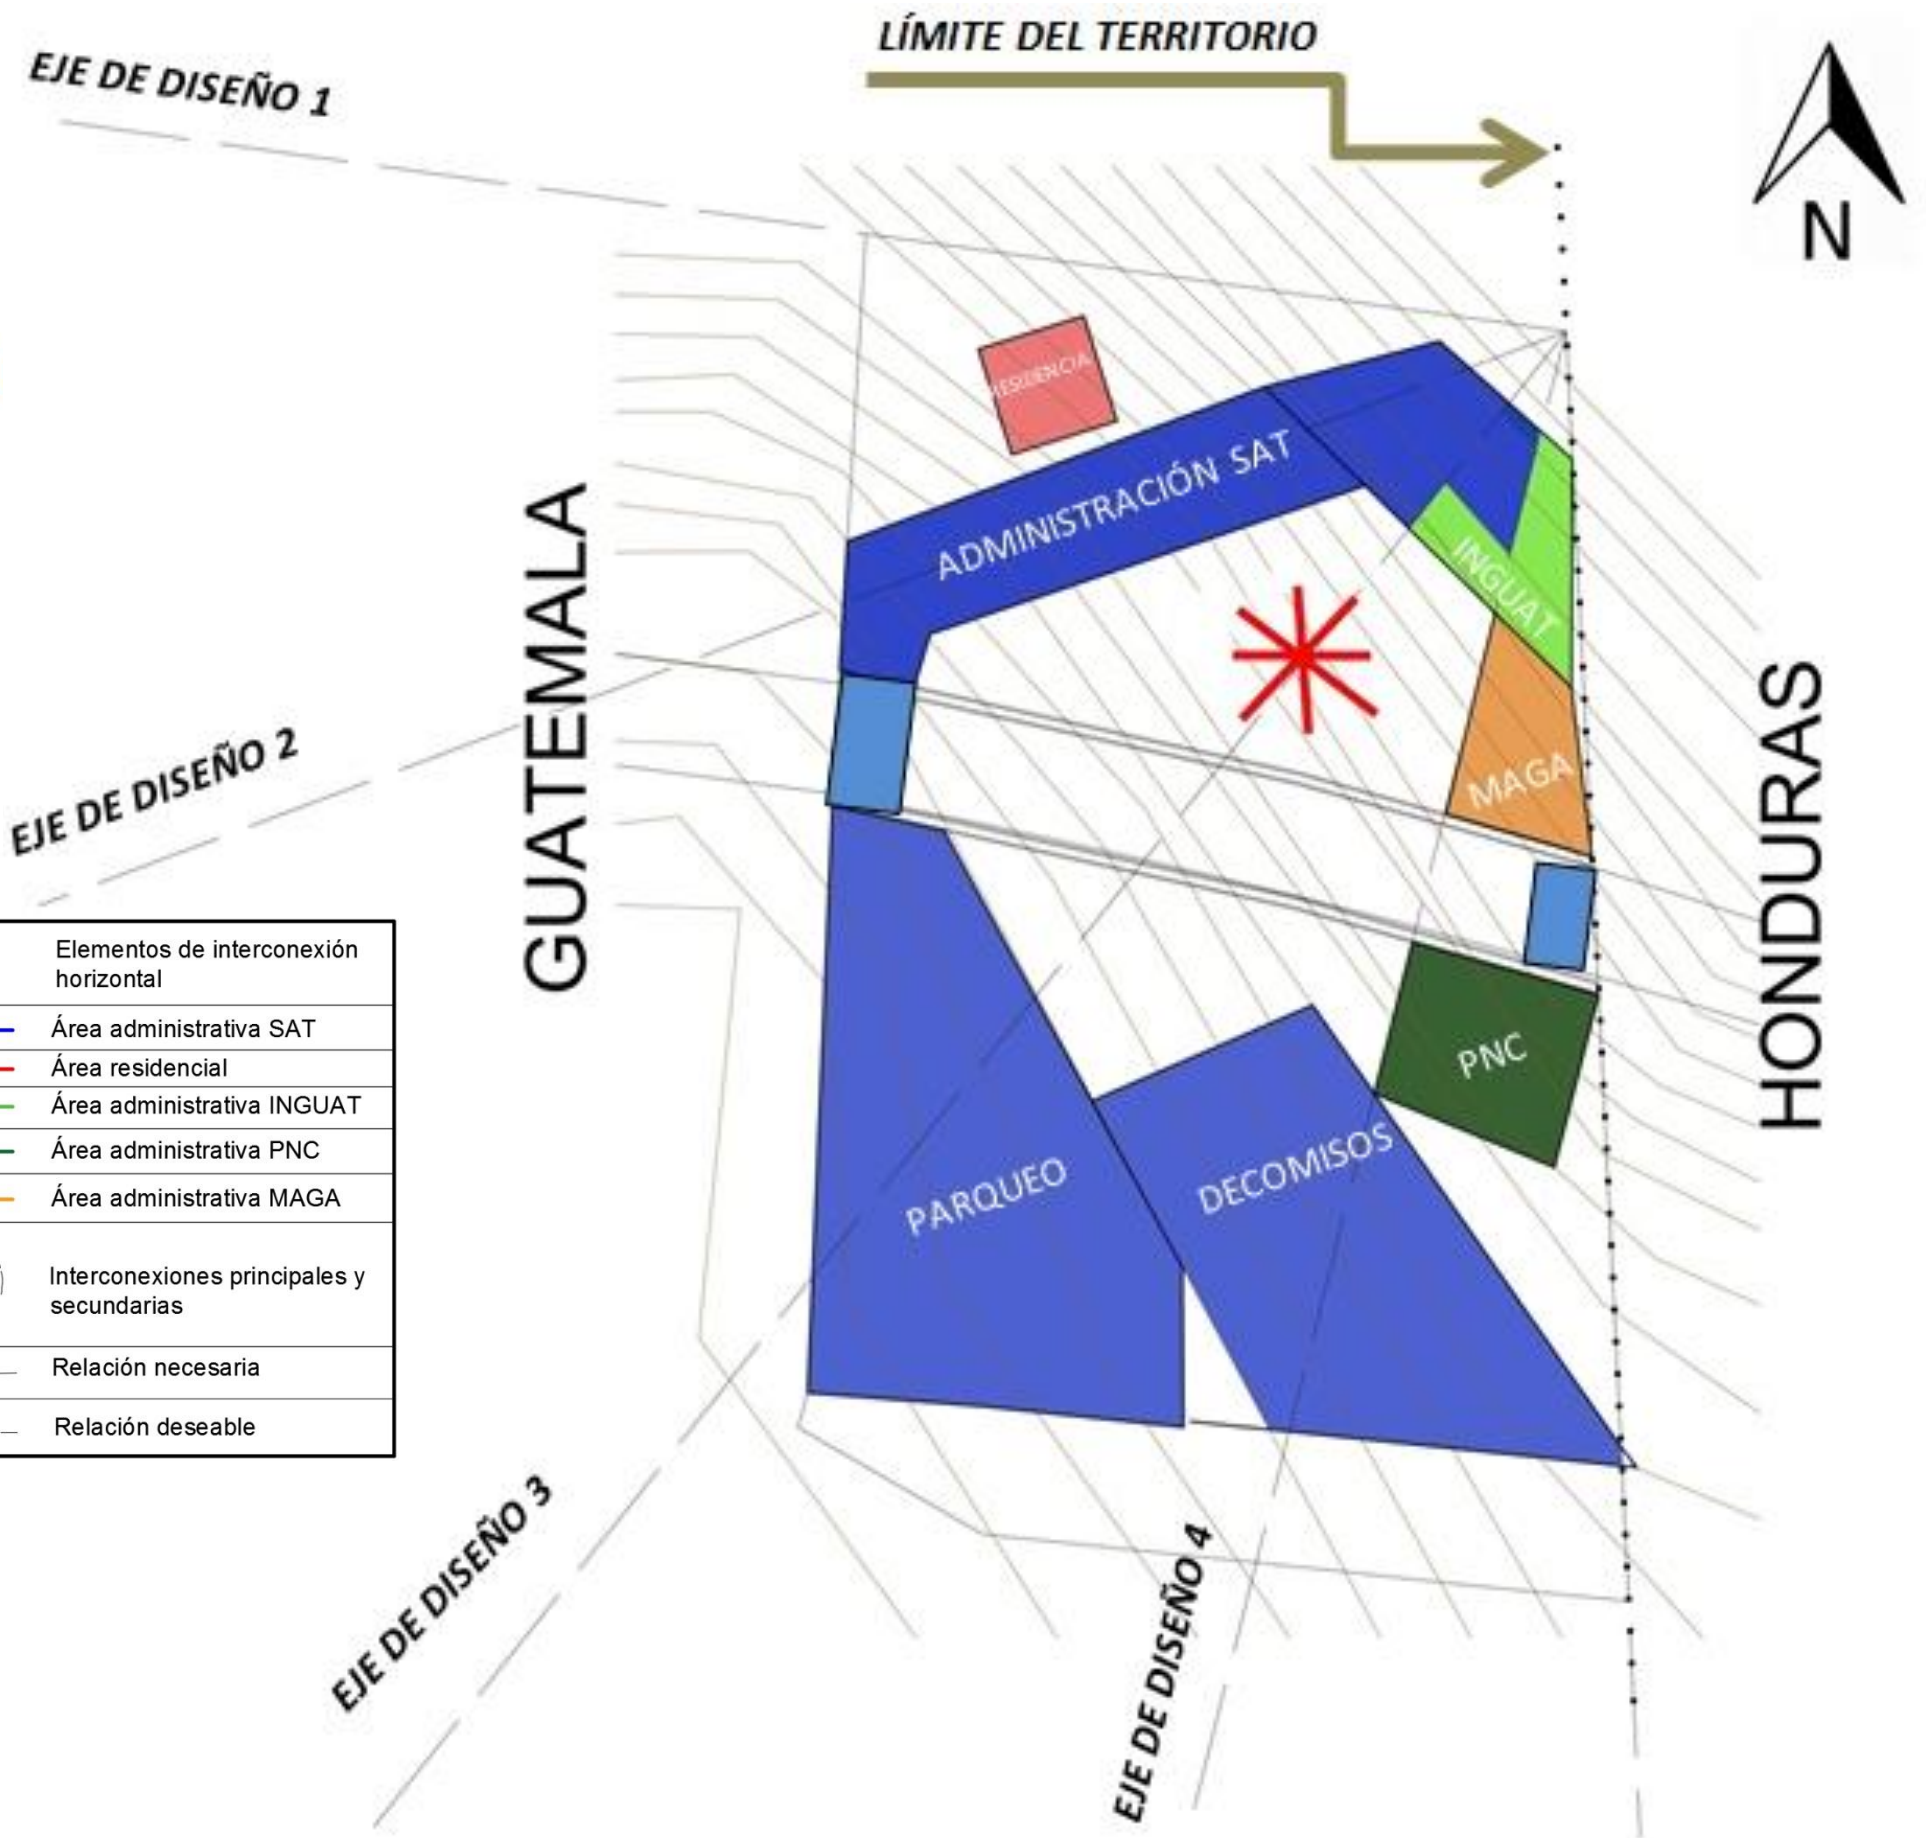 LÍMITE DEL TERRITORIO
EJE DE DISEÑO 1
N
RESIDENCIA
ADMINISTRACIÓN SAT
INGUAT
GUATEMALA
HONDURAS
MAGA
EJE DE DISEÑO 2
PNC
PARQUEO
DECOMISOS
Elementos de interconexión
horizontal
Área administrativa SAT
Área residencial
Área administrativa INGUAT
Área administrativa PNC
Área administrativa MAGA
Interconexiones principales y
secundarias
Relación necesaria
Relación deseable
EJE DE DISEÑO 3
EJE DE DISEÑO 4